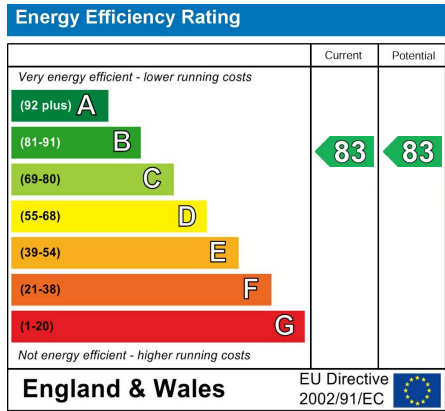 Energy Efficiency Rating
Current Potential
Very energy efficient - lower running costs
(92 plus) A
(81-91) B
83 83
(69-80) C
(55-68) D
(39-54) E
(21-38) F
(1-20) G
Not energy efficient - higher running costs
England & Wales
EU Directive
2002/91/EC